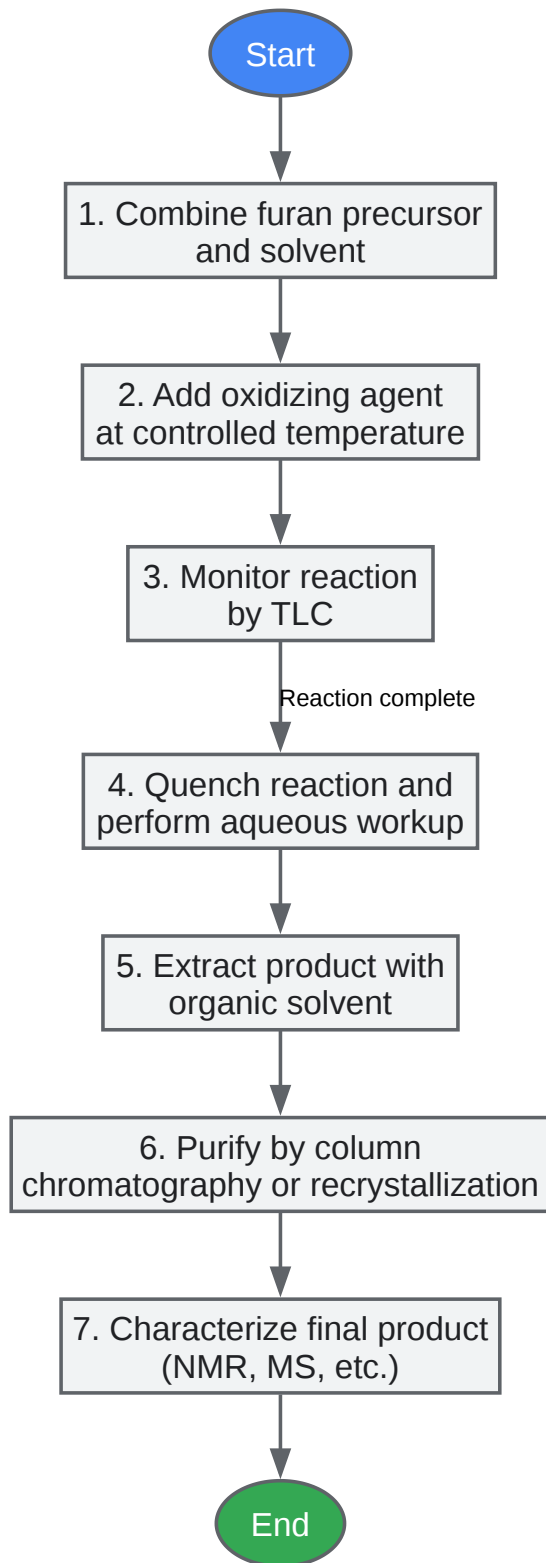 Start
1. Combine furan precursor
and solvent
2. Add oxidizing agent
at controlled temperature
3. Monitor reaction
by TLC
Reaction complete
4. Quench reaction and
perform aqueous workup
5. Extract product with
organic solvent
6. Purify by column
chromatography or recrystallization
7. Characterize final product
(NMR, MS, etc.)
End